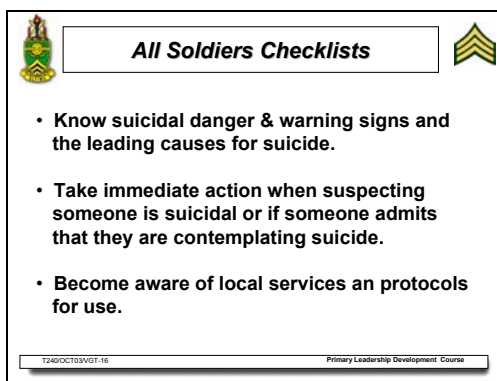 All Soldiers Checklists
• Know suicidal danger & warning signs and
the leading causes for suicide.
• Take immediate action when suspecting
someone is suicidal or if someone admits
that they are contemplating suicide.
• Become aware of local services an protocols
for use.
T240/OCT03/VGT-16 Primary Leadership Development Course